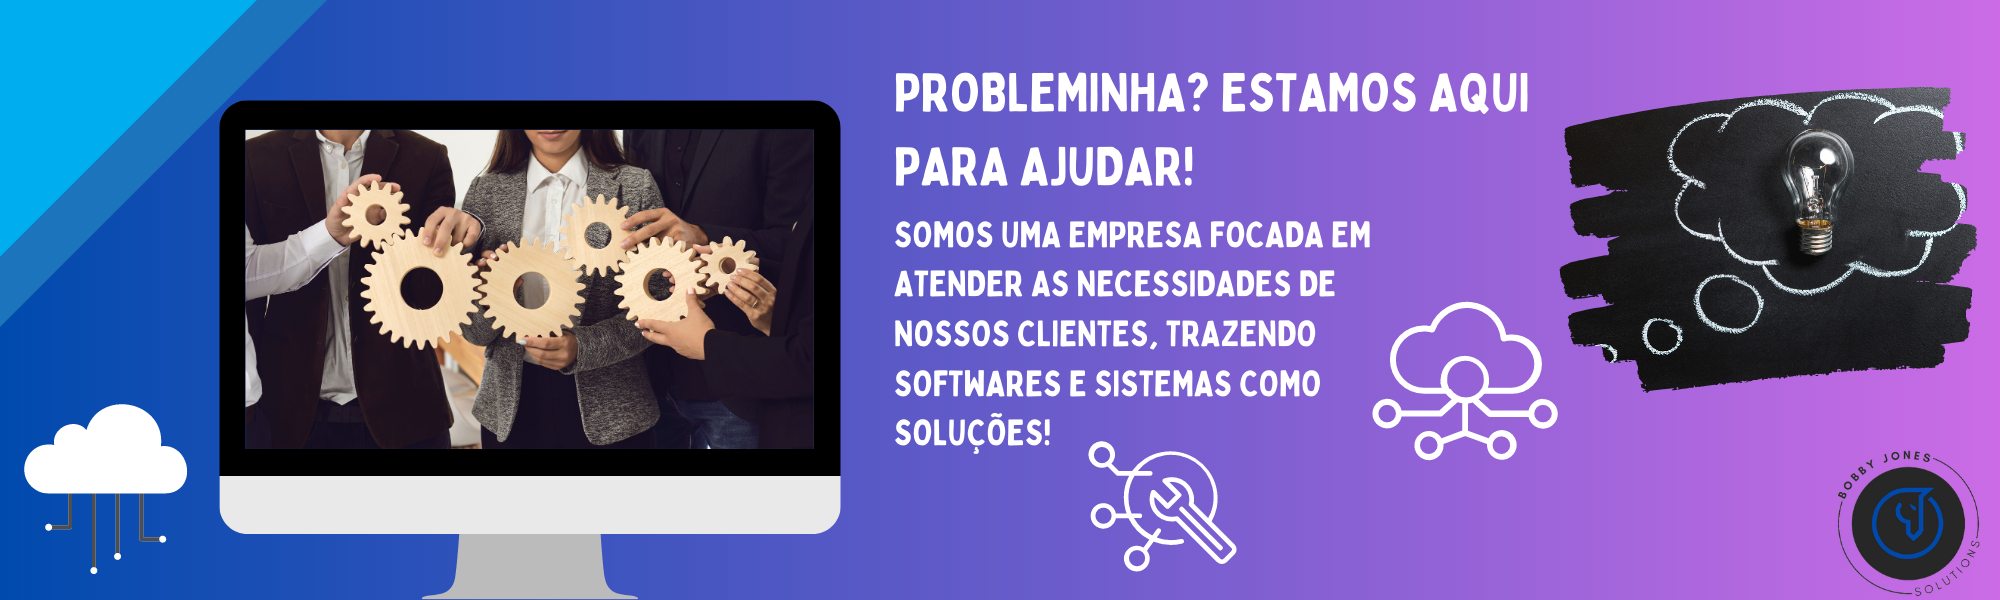 PROBLEMINHA? ESTAMOS AQUI
PARA AJUDAR!
SOMOS UMA EMPRESA FOCADA EM
ATENDER AS NECESSIDADES DE
NOSSOS CLIENTES, TRAZENDO
SOFTWARES E SISTEMAS COMO
SOLUÇÕES!
BOBBY JONES
SOLUTIONS